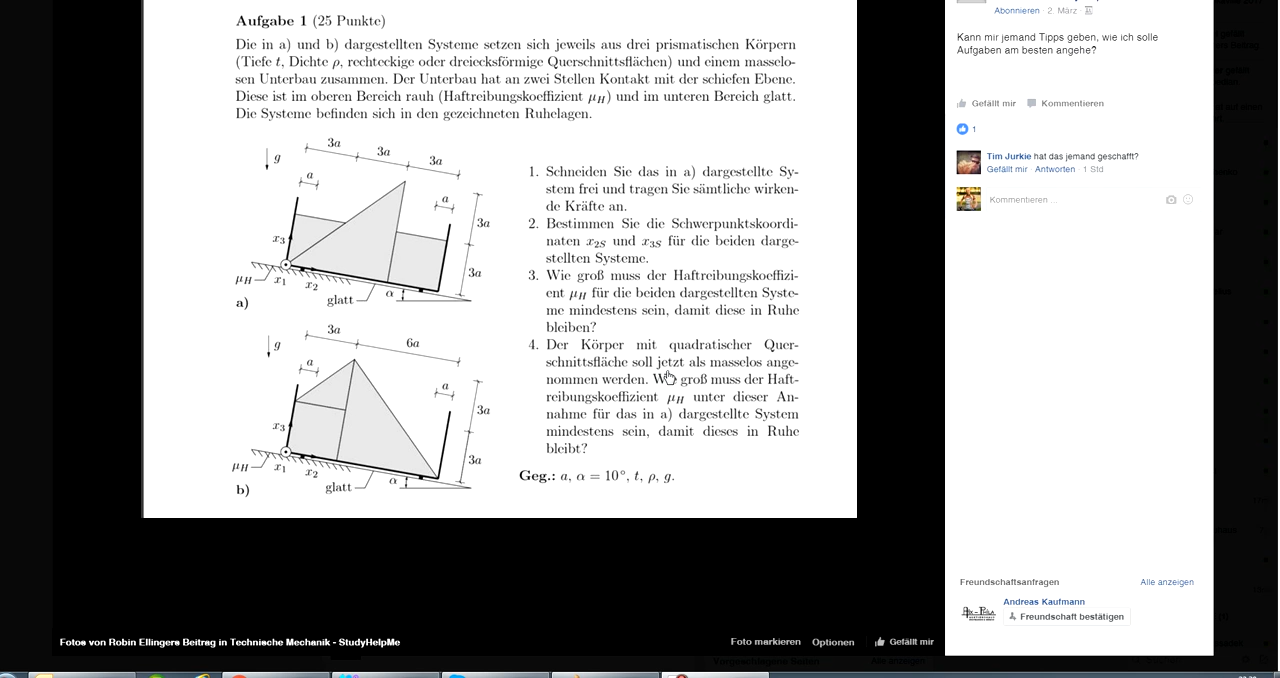 Aufgabe 1 (25 Punkte)
Die in a) und b) dargestellten Systeme setzen sich jeweils aus drei prismatischen Körpern
(Tiefe t, Dichte ρ, rechteckige oder dreiecksförmige Querschnittsflächen) und einem masselo-
sen Unterbau zusammen. Der Unterbau hat an zwei Stellen Kontakt mit der schiefen Ebene.
Diese ist im oberen Bereich rauh (Haftreibungskoeffizient μH) und im unteren Bereich glatt.
Die Systeme befinden sich in den gezeichneten Ruhelagen.
3a
3a
3a
g
a
a
3a
3a
x3
μH
x1
x2
α
glatt
a)
3a
6a
g
a
a
3a
3a
x3
μH
x1
x2
α
glatt
b)
1. Schneiden Sie das in a) dargestellte Sy-
stem frei und tragen Sie sämtliche wirken-
de Kräfte an.
2. Bestimmen Sie die Schwerpunktskoordi-
naten x2S und x3S für die beiden darge-
stellten Systeme.
3. Wie groß muss der Haftreibungskoeffizi-
ent μH für die beiden dargestellten Syste-
me mindestens sein, damit diese in Ruhe
bleiben?
4. Der Körper mit quadratischer Quer-
schnittsfläche soll jetzt als masselos ange-
nommen werden. W groß muss der Haft-
reibungskoeffizient μH unter dieser An-
nahme für das in a) dargestellte System
mindestens sein, damit dieses in Ruhe
bleibt?
Geg.: a, α = 10°, t, ρ, g.
Abonnieren · 2. März ·
Kann mir jemand Tipps geben, wie ich solle
Aufgaben am besten angehe?
Gefällt mir Kommentieren
1
Tim Jurkie hat das jemand geschafft?
Gefällt mir · Antworten · 1 Std
Kommentieren ...
Freundschaftsanfragen Alle anzeigen
Andreas Kaufmann
Freundschaft bestätigen
Fotos von Robin Ellingers Beitrag in Technische Mechanik - StudyHelpMe
Foto markieren Optionen Gefällt mir
Vorgeschlagene Seiten Alle anzeigen